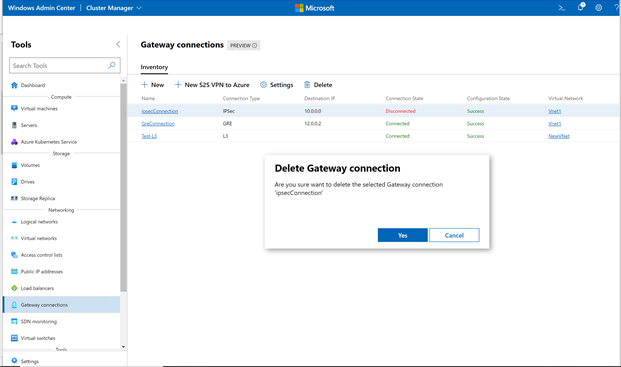 Windows Admin Center | Cluster Manager
Microsoft
Tools
Search Tools
Dashboard
Compute
Virtual machines
Servers
Azure Kubernetes Service
Storage
Volumes
Drives
Storage Replica
Networking
Logical networks
Virtual networks
Access control lists
Public IP addresses
Load balancers
Gateway connections
SDN monitoring
Virtual switches
Tools
Settings
Gateway connections PREVIEW
Inventory
New New S2S VPN to Azure Settings Delete
Name Connection Type Destination IP Connection State Configuration State Virtual Network
ipsecConnection IPSec 10.0.0.0 Disconnected Success Vnet1
GreConnection GRE 12.0.0.2 Connected Success Vnet1
Test-L3 L3 Connected Success NewVNet
Delete Gateway connection
Are you sure want to delete the selected Gateway connection
'ipsecConnection'
Yes Cancel